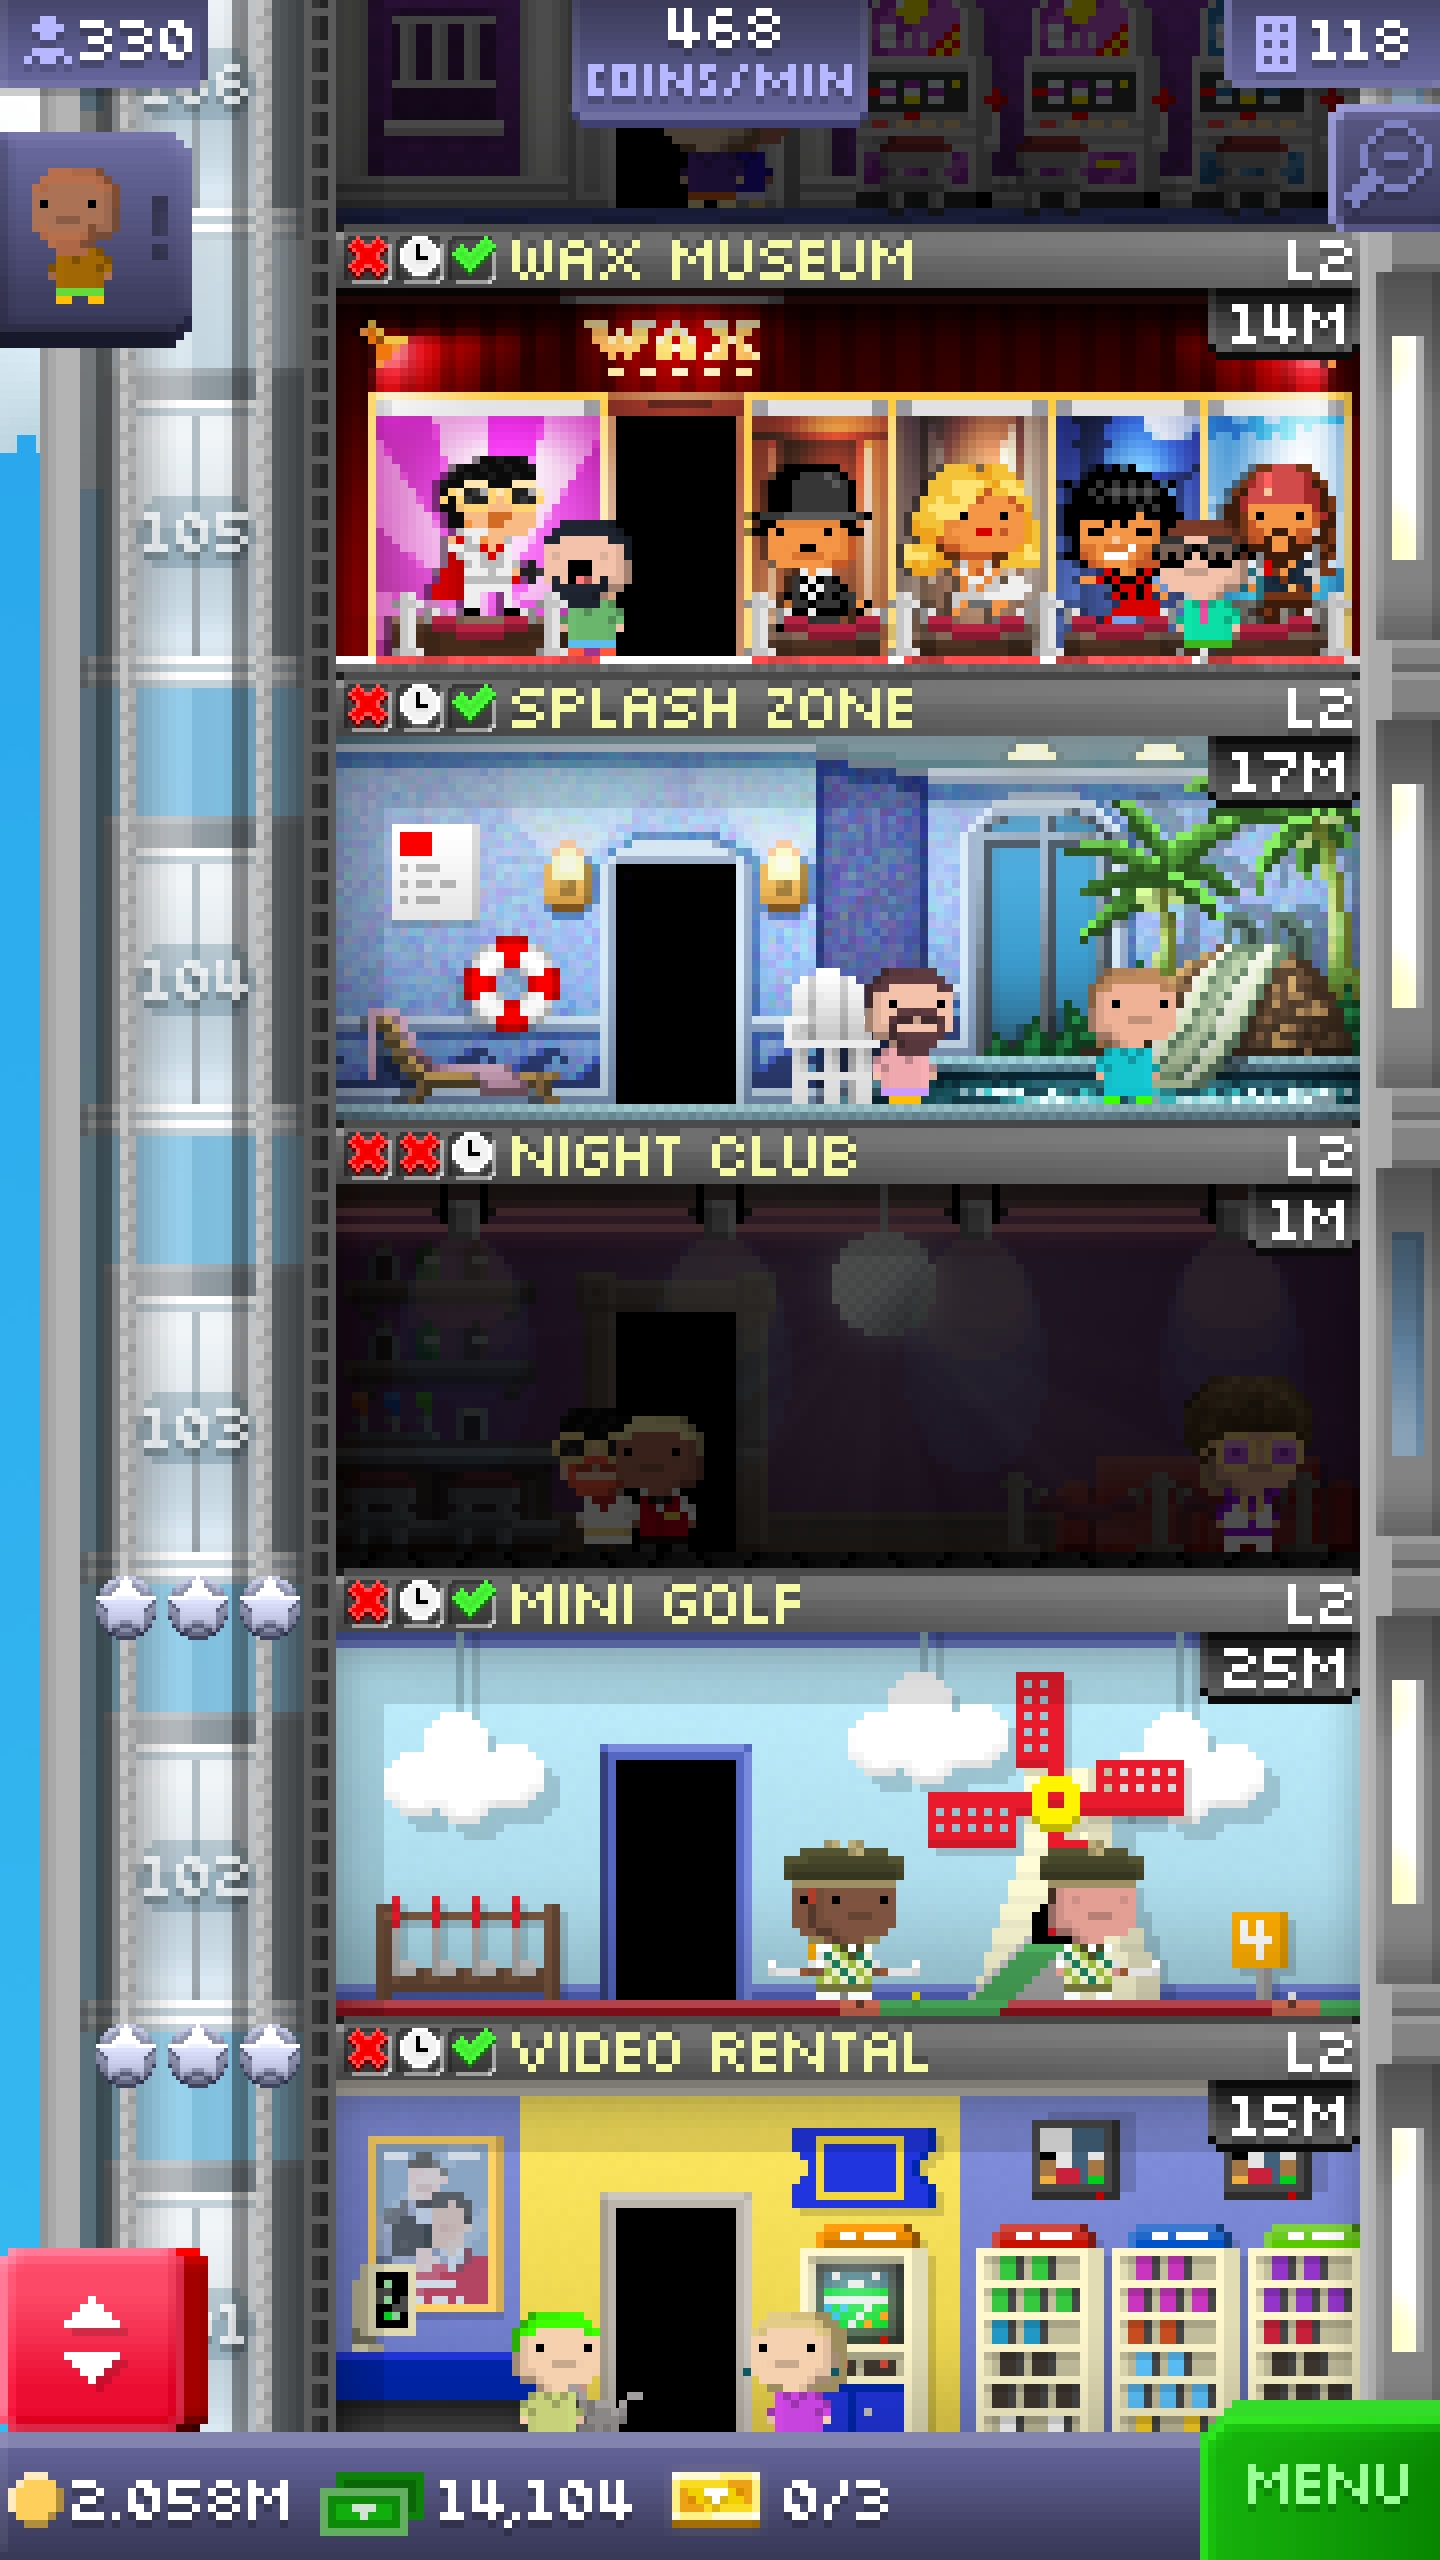 330
468
COINS/MIN
118
106
WAX MUSEUM L2
14M
WAX
105
SPLASH ZONE L2
17M
104
NIGHT CLUB L2
1M
103
MINI GOLF L2
25M
102
4
VIDEO RENTAL L2
15M
2.058M 14,104 0/3
MENU